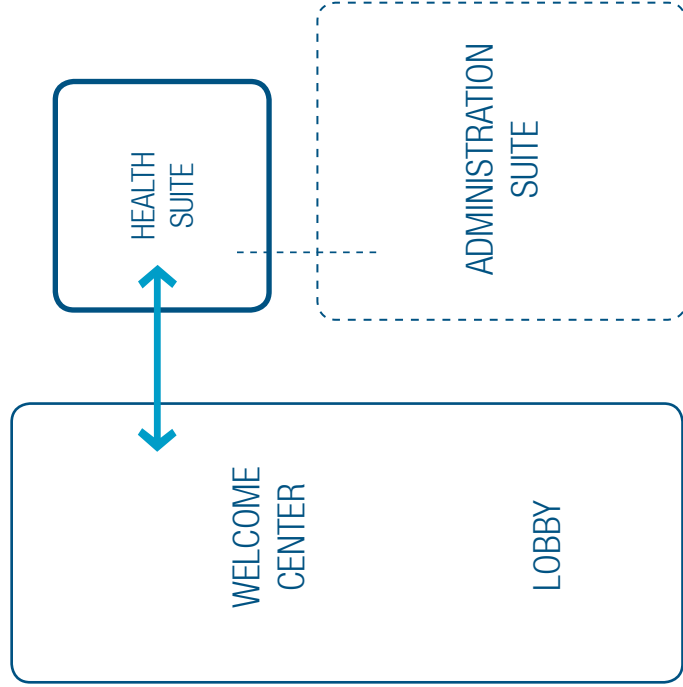 HEALTH
SUITE
ADMINISTRATION
SUITE
WELCOME
CENTER
LOBBY